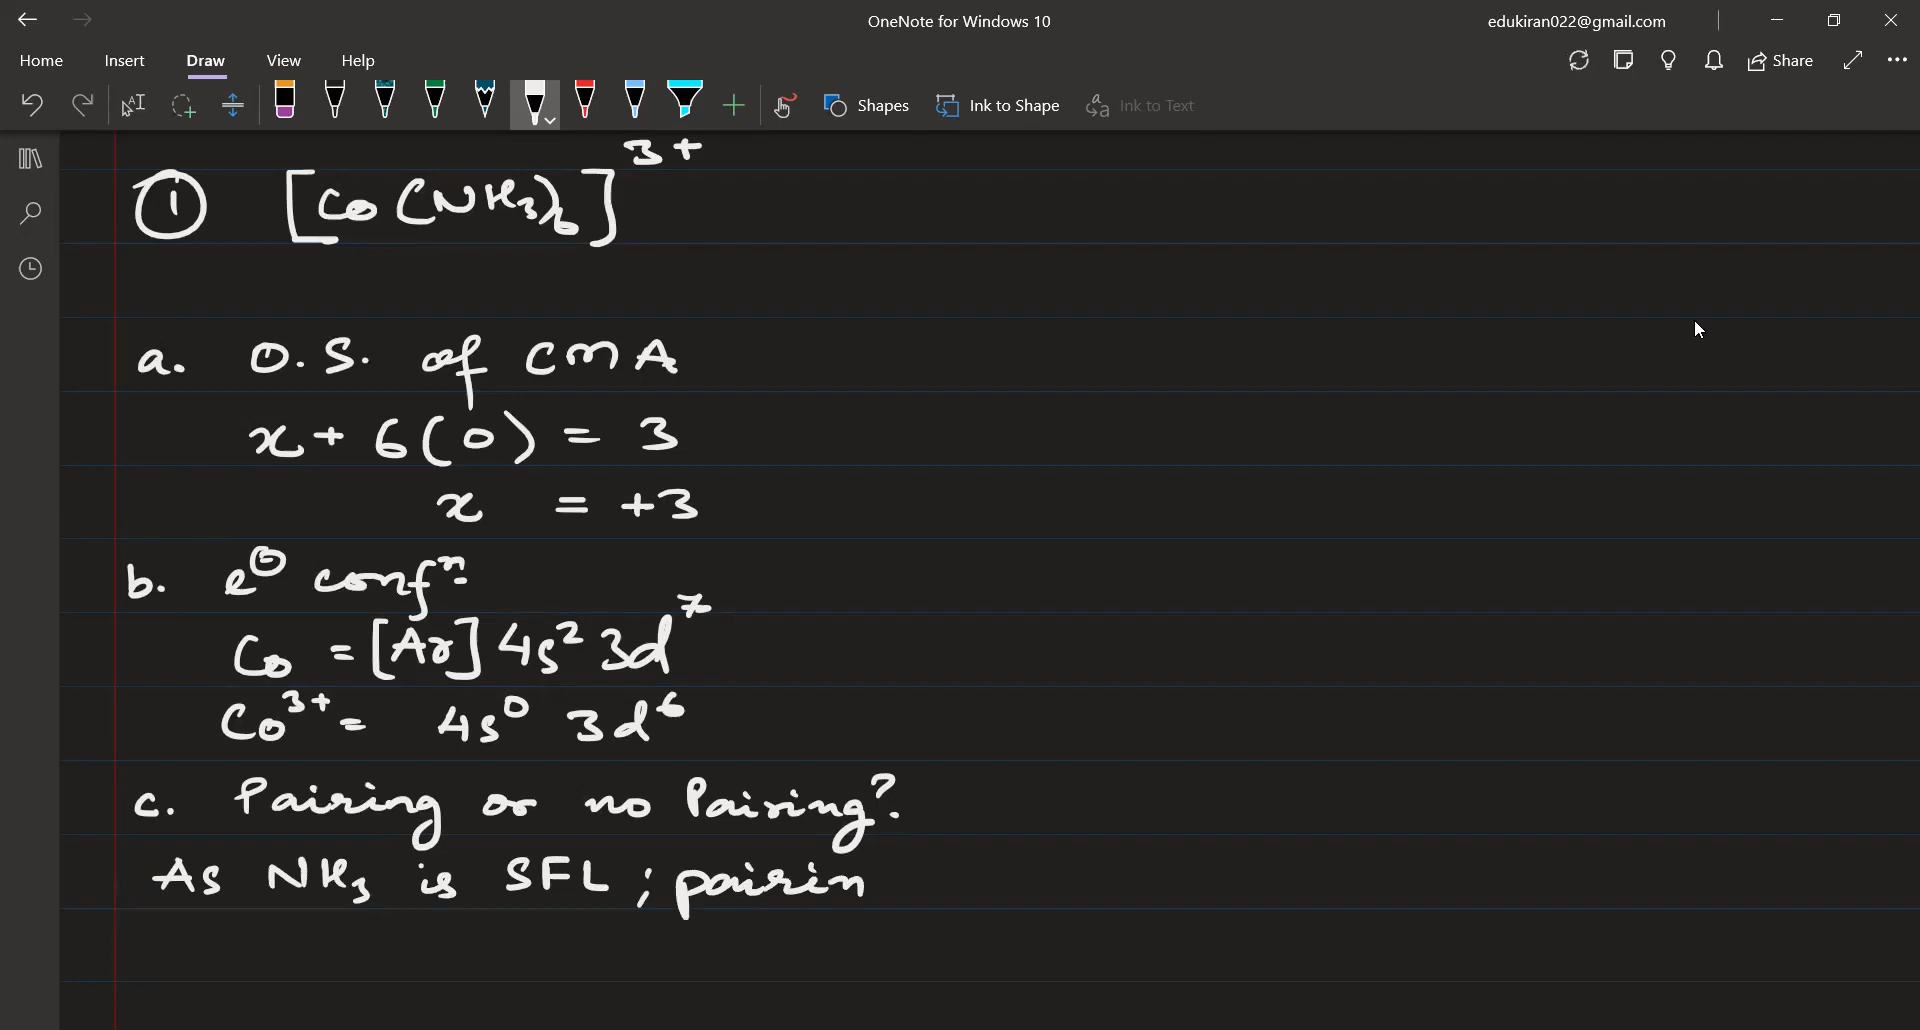 OneNote for Windows 10
edukiran022@gmail.com
Home Insert Draw View Help
Share
Shapes Ink to Shape Ink to Text
① [Co(NH₃)₆]³⁺
a. O.S. of CMA
x + 6(0) = 3
x = +3
b. e⊖ confⁿ
Co = [Ar] 4s² 3d⁷
Co³⁺ = 4s⁰ 3d⁶
c. Pairing or no Pairing?
As NH₃ is SFL ; pairin